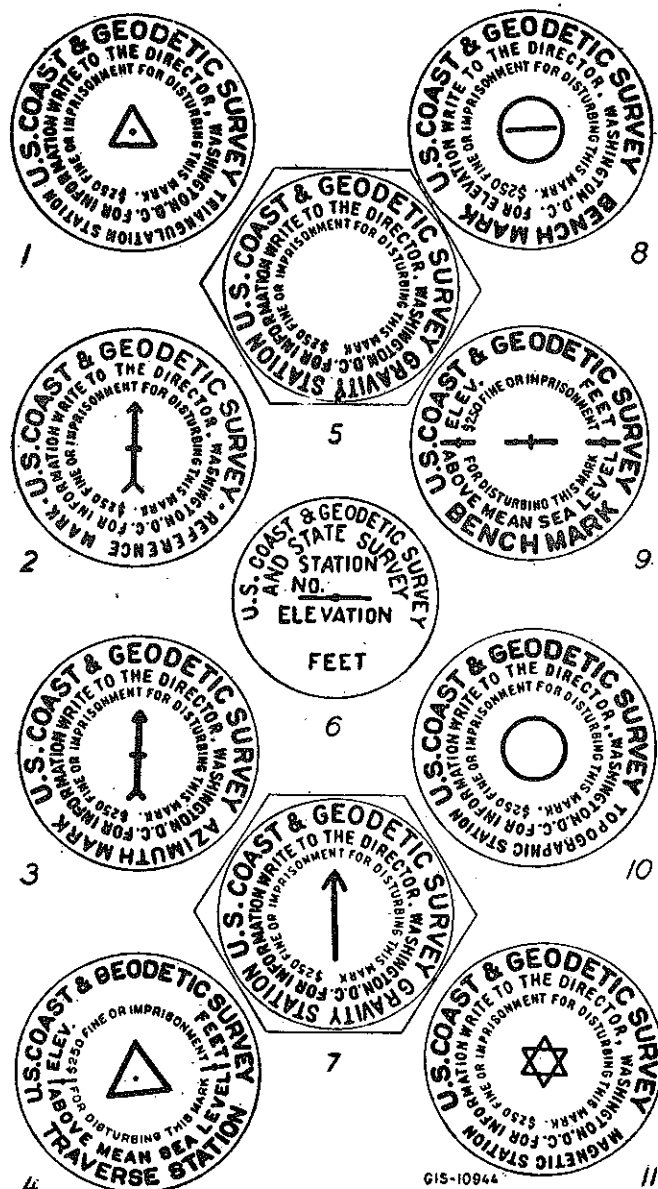 U.S. COAST & GEODETIC SURVEY TRIANGULATION STATION
FOR INFORMATION WRITE TO THE DIRECTOR, WASHINGTON, D.C.
$250 FINE OR IMPRISONMENT FOR DISTURBING THIS MARK.
1
U.S. COAST & GEODETIC SURVEY · REFERENCE MARK ·
FOR INFORMATION WRITE TO THE DIRECTOR, WASHINGTON, D.C.
$250 FINE OR IMPRISONMENT FOR DISTURBING THIS MARK.
2
U.S. COAST & GEODETIC SURVEY AZIMUTH MARK
FOR INFORMATION WRITE TO THE DIRECTOR. WASHINGTON, D.C.
$250 FINE OR IMPRISONMENT FOR DISTURBING THIS MARK.
3
U.S. COAST & GEODETIC SURVEY
ELEV. FEET
$250 FINE OR IMPRISONMENT
FOR DISTURBING THIS MARK
ABOVE MEAN SEA LEVEL
TRAVERSE STATION
4
U.S. COAST & GEODETIC SURVEY GRAVITY STATION
FOR INFORMATION WRITE TO THE DIRECTOR. WASHINGTON, D.C.
$250 FINE OR IMPRISONMENT FOR DISTURBING THIS MARK
5
U.S. COAST & GEODETIC SURVEY
AND STATE SURVEY
STATION
NO.
ELEVATION
FEET
6
U.S. COAST & GEODETIC SURVEY GRAVITY STATION
FOR INFORMATION WRITE TO THE DIRECTOR. WASHINGTON, D.C.
$250 FINE OR IMPRISONMENT FOR DISTURBING THIS MARK
7
U.S. COAST & GEODETIC SURVEY BENCH MARK
FOR ELEVATION WRITE TO THE DIRECTOR, WASHINGTON, D.C.
$250 FINE OR IMPRISONMENT FOR DISTURBING THIS MARK.
8
U.S. COAST & GEODETIC SURVEY
ELEV. FEET
$250 FINE OR IMPRISONMENT
FOR DISTURBING THIS MARK
ABOVE MEAN SEA LEVEL
BENCH MARK
9
U.S. COAST & GEODETIC SURVEY TOPOGRAPHIC STATION
FOR INFORMATION WRITE TO THE DIRECTOR, WASHINGTON, D.C.
$250 FINE OR IMPRISONMENT FOR DISTURBING THIS MARK.
10
U.S. COAST & GEODETIC SURVEY MAGNETIC STATION
FOR INFORMATION WRITE TO THE DIRECTOR, WASHINGTON, D.C.
$250 FINE OR IMPRISONMENT FOR DISTURBING THIS MARK.
11
GIS-10944